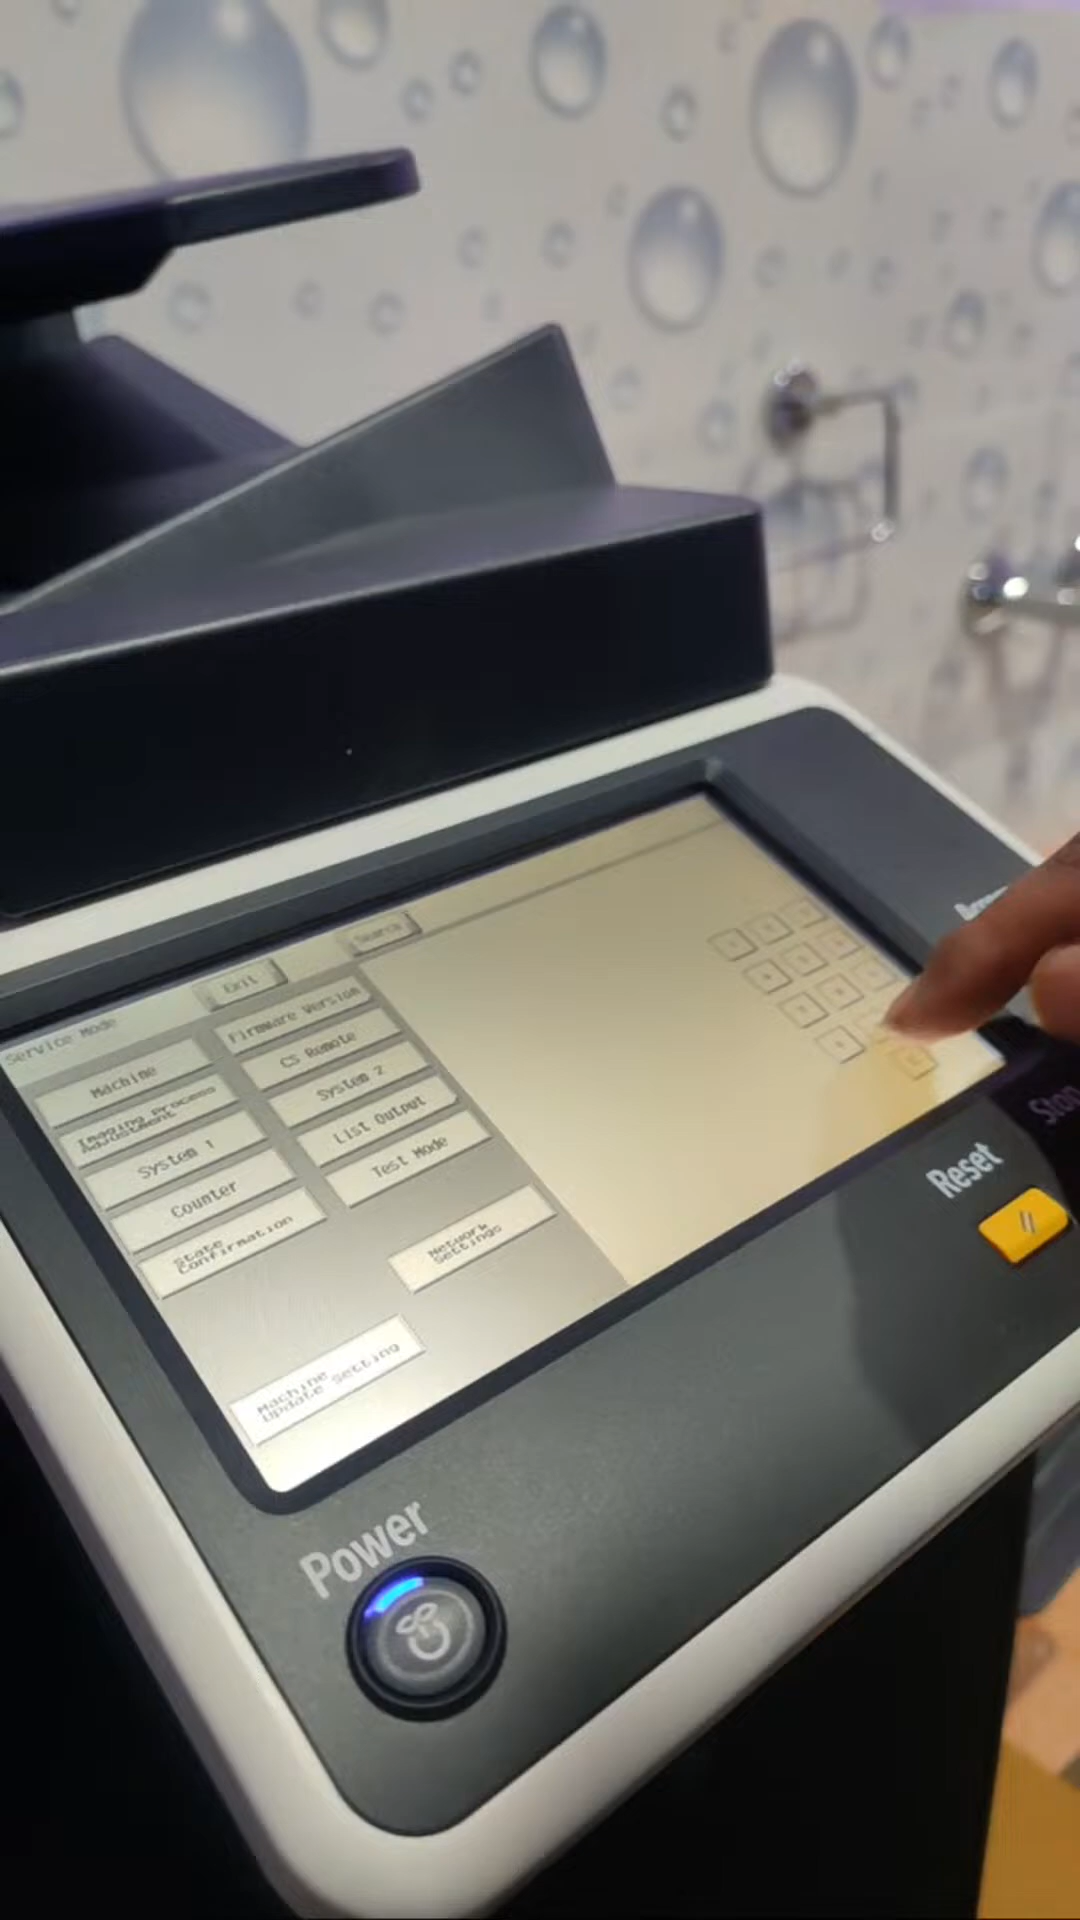 Service Mode
Exit
Search
Machine
Firmware Version
Imaging Process
Adjustment
CS Remote
System 1
System 2
Counter
List Output
State
Confirmation
Test Mode
Network
Settings
Machine
Update Setting
Stop
Reset
Power